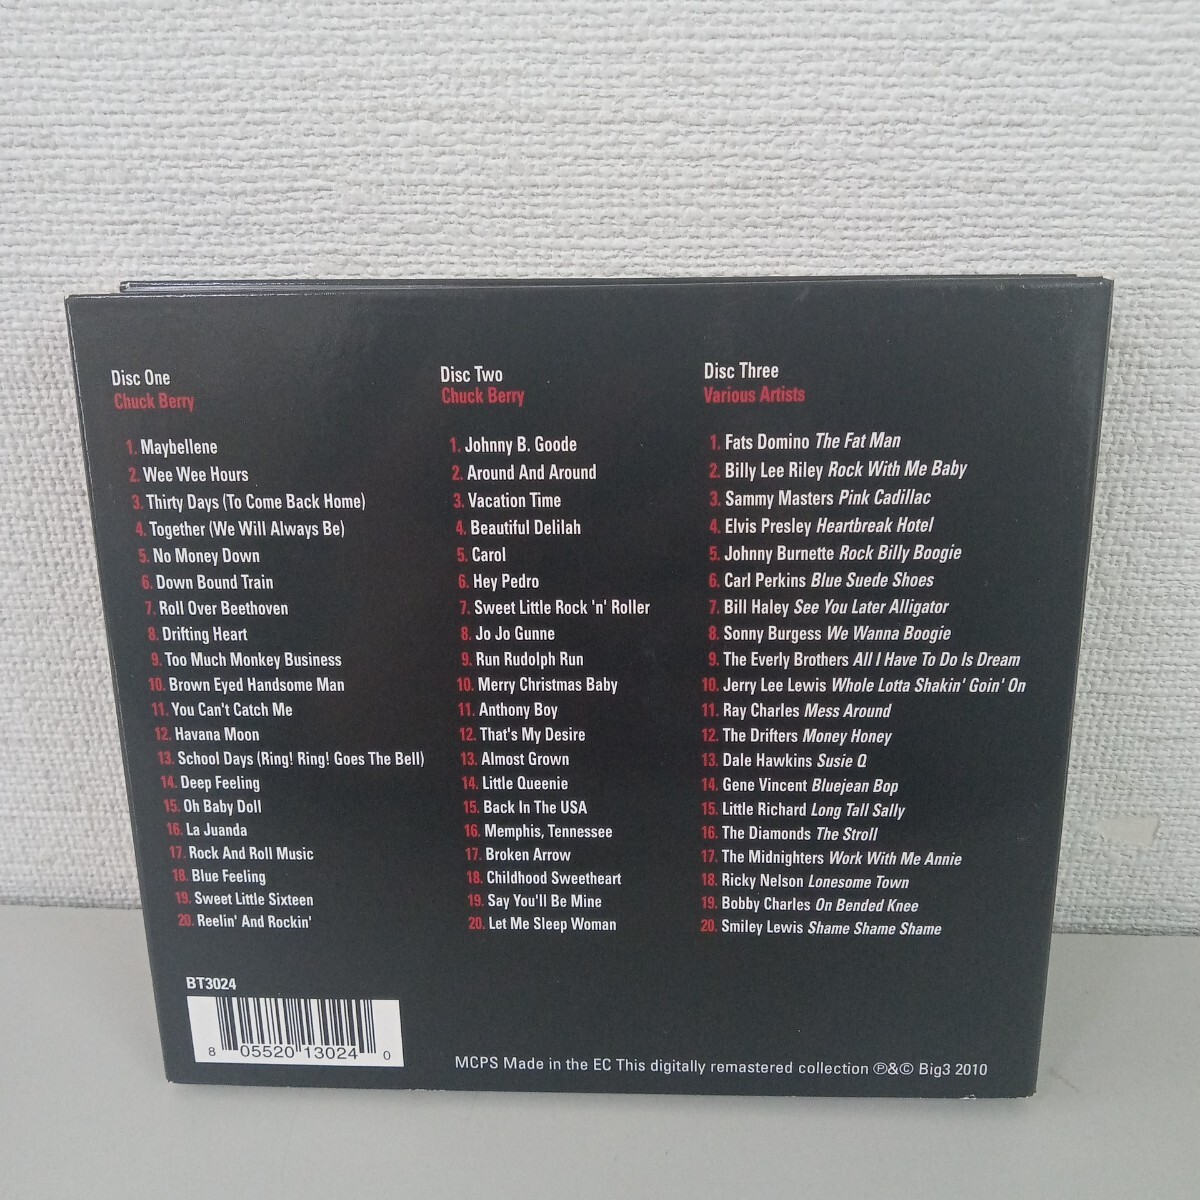 Disc One
Chuck Berry
1. Maybellene
2. Wee Wee Hours
3. Thirty Days (To Come Back Home)
4. Together (We Will Always Be)
5. No Money Down
6. Down Bound Train
7. Roll Over Beethoven
8. Drifting Heart
9. Too Much Monkey Business
10. Brown Eyed Handsome Man
11. You Can't Catch Me
12. Havana Moon
13. School Days (Ring! Ring! Goes The Bell)
14. Deep Feeling
15. Oh Baby Doll
16. La Juanda
17. Rock And Roll Music
18. Blue Feeling
19. Sweet Little Sixteen
20. Reelin' And Rockin'
Disc Two
Chuck Berry
1. Johnny B. Goode
2. Around And Around
3. Vacation Time
4. Beautiful Delilah
5. Carol
6. Hey Pedro
7. Sweet Little Rock 'n' Roller
8. Jo Jo Gunne
9. Run Rudolph Run
10. Merry Christmas Baby
11. Anthony Boy
12. That's My Desire
13. Almost Grown
14. Little Queenie
15. Back In The USA
16. Memphis, Tennessee
17. Broken Arrow
18. Childhood Sweetheart
19. Say You'll Be Mine
20. Let Me Sleep Woman
Disc Three
Various Artists
1. Fats Domino The Fat Man
2. Billy Lee Riley Rock With Me Baby
3. Sammy Masters Pink Cadillac
4. Elvis Presley Heartbreak Hotel
5. Johnny Burnette Rock Billy Boogie
6. Carl Perkins Blue Suede Shoes
7. Bill Haley See You Later Alligator
8. Sonny Burgess We Wanna Boogie
9. The Everly Brothers All I Have To Do Is Dream
10. Jerry Lee Lewis Whole Lotta Shakin' Goin' On
11. Ray Charles Mess Around
12. The Drifters Money Honey
13. Dale Hawkins Susie Q
14. Gene Vincent Bluejean Bop
15. Little Richard Long Tall Sally
16. The Diamonds The Stroll
17. The Midnighters Work With Me Annie
18. Ricky Nelson Lonesome Town
19. Bobby Charles On Bended Knee
20. Smiley Lewis Shame Shame Shame
BT3024
8 05520 13024 0
MCPS Made in the EC This digitally remastered collection ℗&© Big3 2010